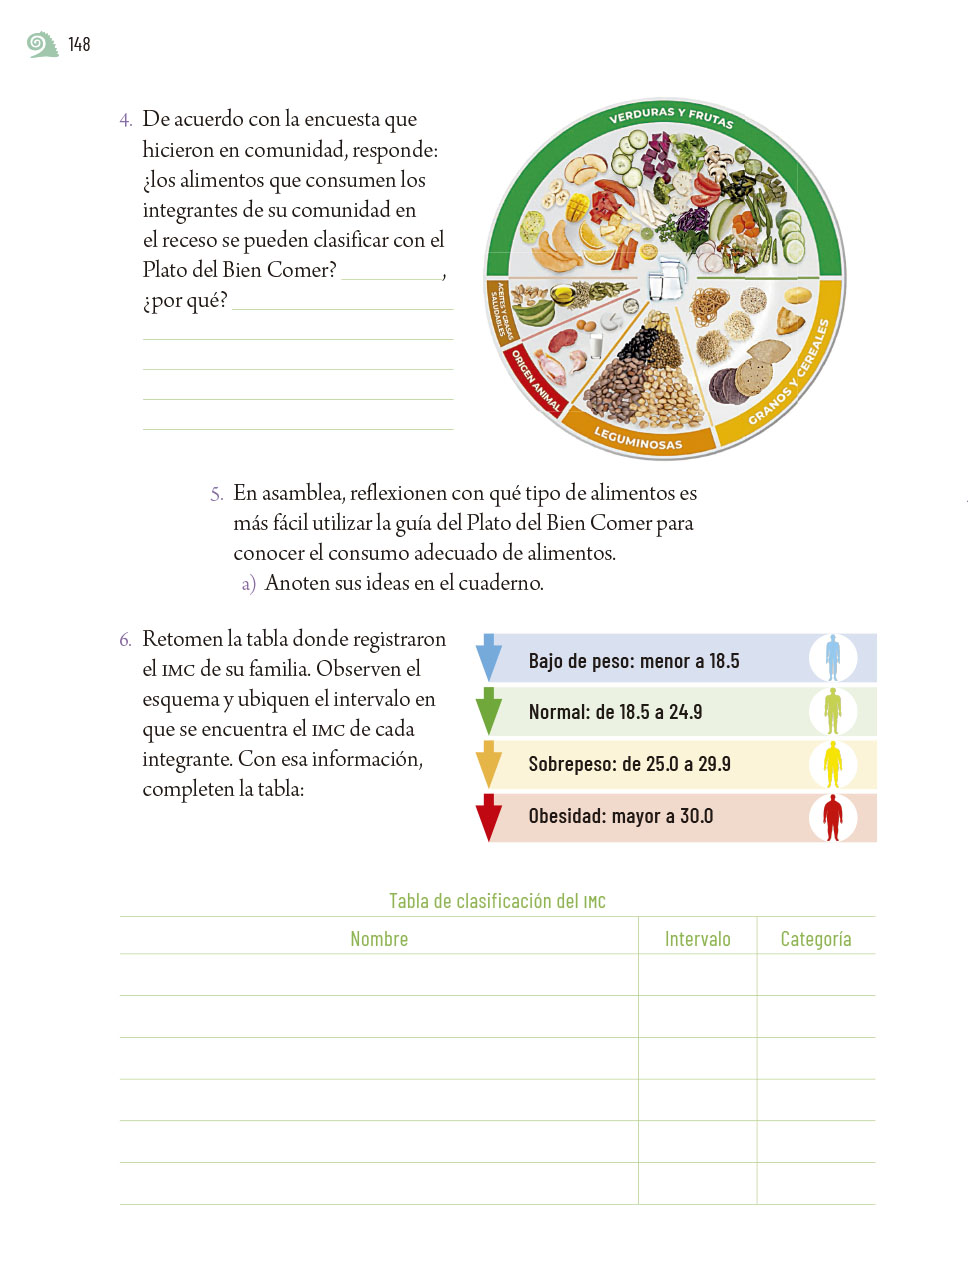 148
4. De acuerdo con la encuesta que
hicieron en comunidad, responde:
¿los alimentos que consumen los
integrantes de su comunidad en
el receso se pueden clasificar con el
Plato del Bien Comer? __________,
¿por qué? ______________________
VERDURAS Y FRUTAS
ACEITES Y GRASAS
SALUDABLES
ORIGEN ANIMAL
LEGUMINOSAS
GRANOS Y CEREALES
5. En asamblea, reflexionen con qué tipo de alimentos es
más fácil utilizar la guía del Plato del Bien Comer para
conocer el consumo adecuado de alimentos.
a) Anoten sus ideas en el cuaderno.
6. Retomen la tabla donde registraron
el IMC de su familia. Observen el
esquema y ubiquen el intervalo en
que se encuentra el IMC de cada
integrante. Con esa información,
completen la tabla:
Bajo de peso: menor a 18.5
Normal: de 18.5 a 24.9
Sobrepeso: de 25.0 a 29.9
Obesidad: mayor a 30.0
Tabla de clasificación del IMC
Nombre Intervalo Categoría